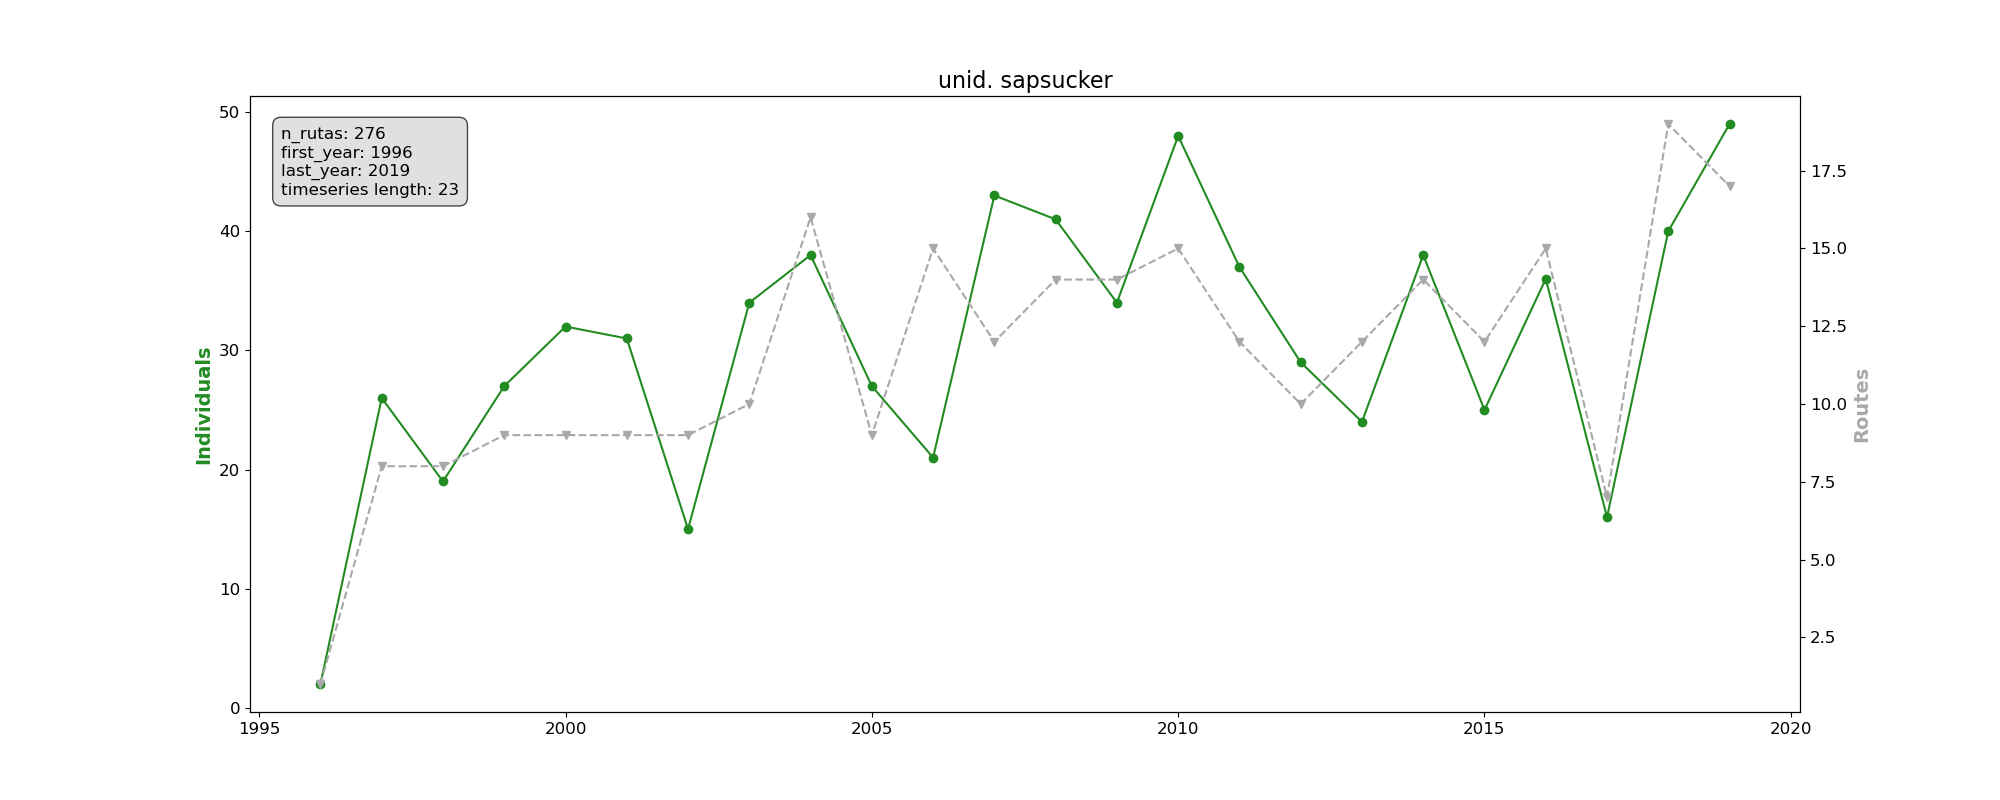 unid. sapsucker
n_rutas: 276
first_year: 1996
last_year: 2019
timeseries length: 23
Individuals
50
40
30
20
10
0
17.5
15.0
12.5
10.0
7.5
5.0
2.5
Routes
1995 2000 2005 2010 2015 2020